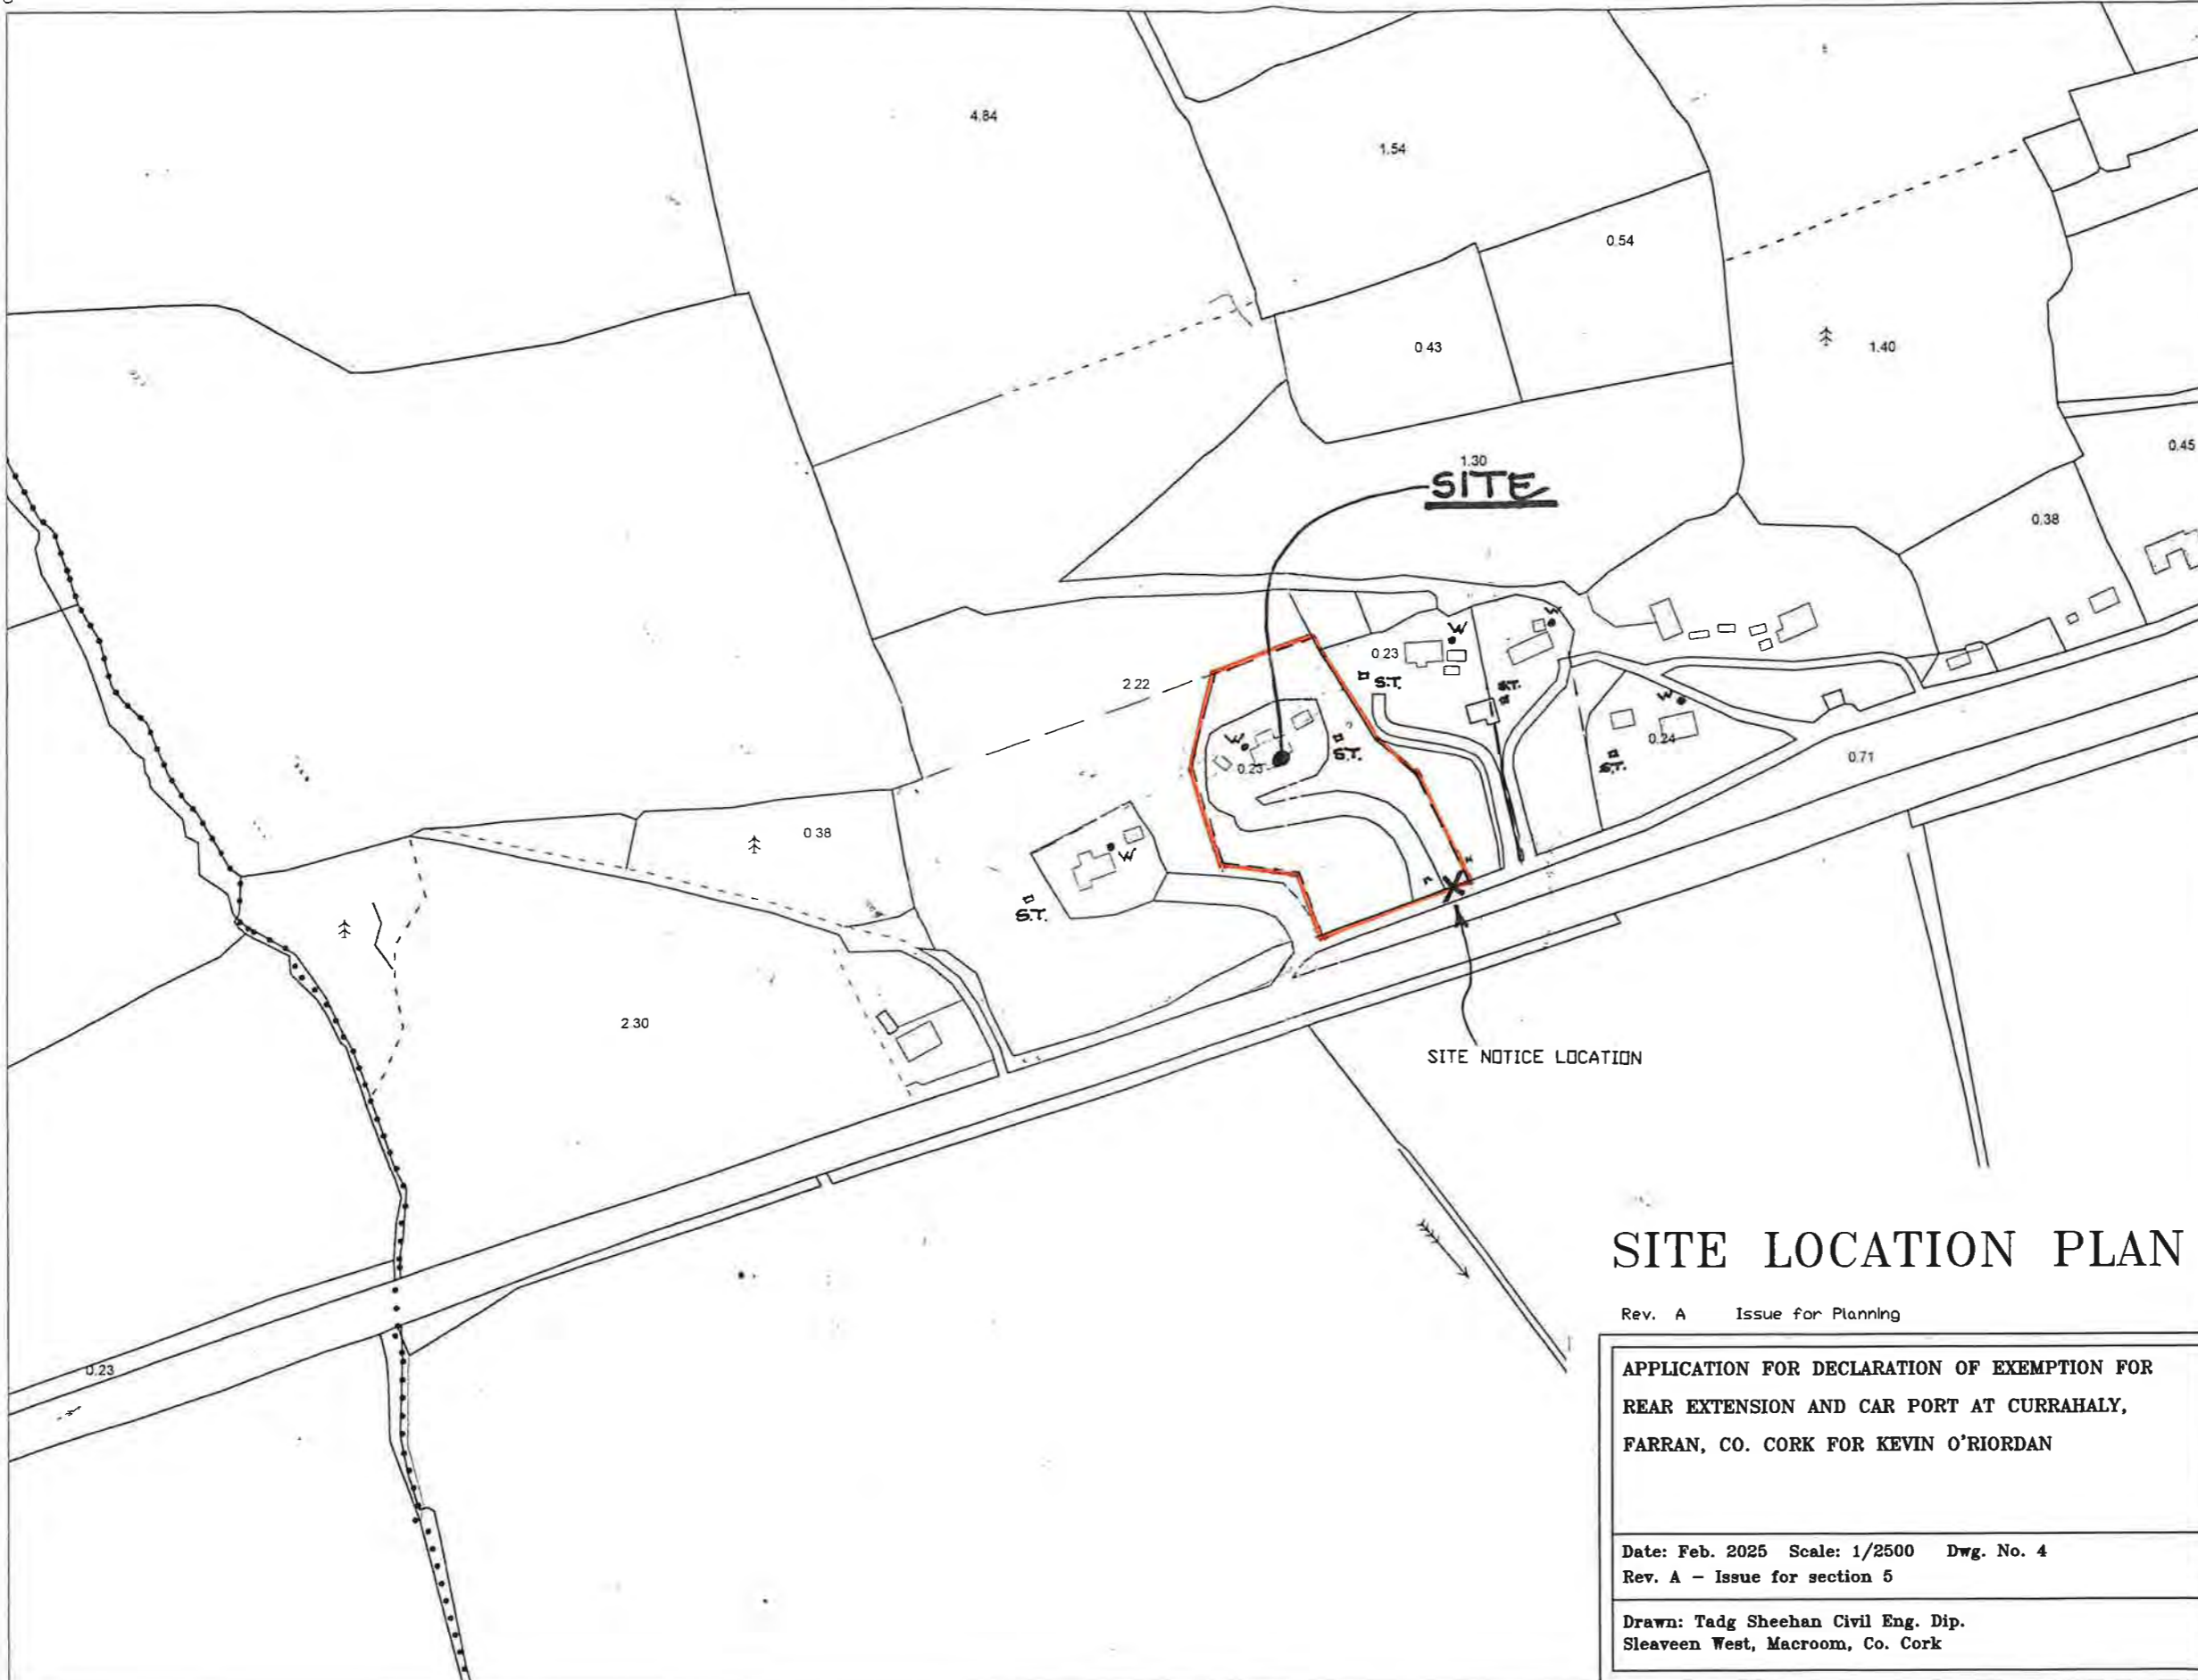 4.84
1.54
0.54
0.43
1.40
1.30
SITE
0.45
0.38
W
W
0.23
S.T.
S.T.
2.22
W
W
0.23
S.T.
0.24
S.T.
0.71
0.38
W
S.T.
2.30
SITE NOTICE LOCATION
0.23
SITE LOCATION PLAN
Rev. A Issue for Planning
APPLICATION FOR DECLARATION OF EXEMPTION FOR
REAR EXTENSION AND CAR PORT AT CURRAHALY,
FARRAN, CO. CORK FOR KEVIN O'RIORDAN
Date: Feb. 2025 Scale: 1/2500 Dwg. No. 4
Rev. A - Issue for section 5
Drawn: Tadg Sheehan Civil Eng. Dip.
Sleaveen West, Macroom, Co. Cork